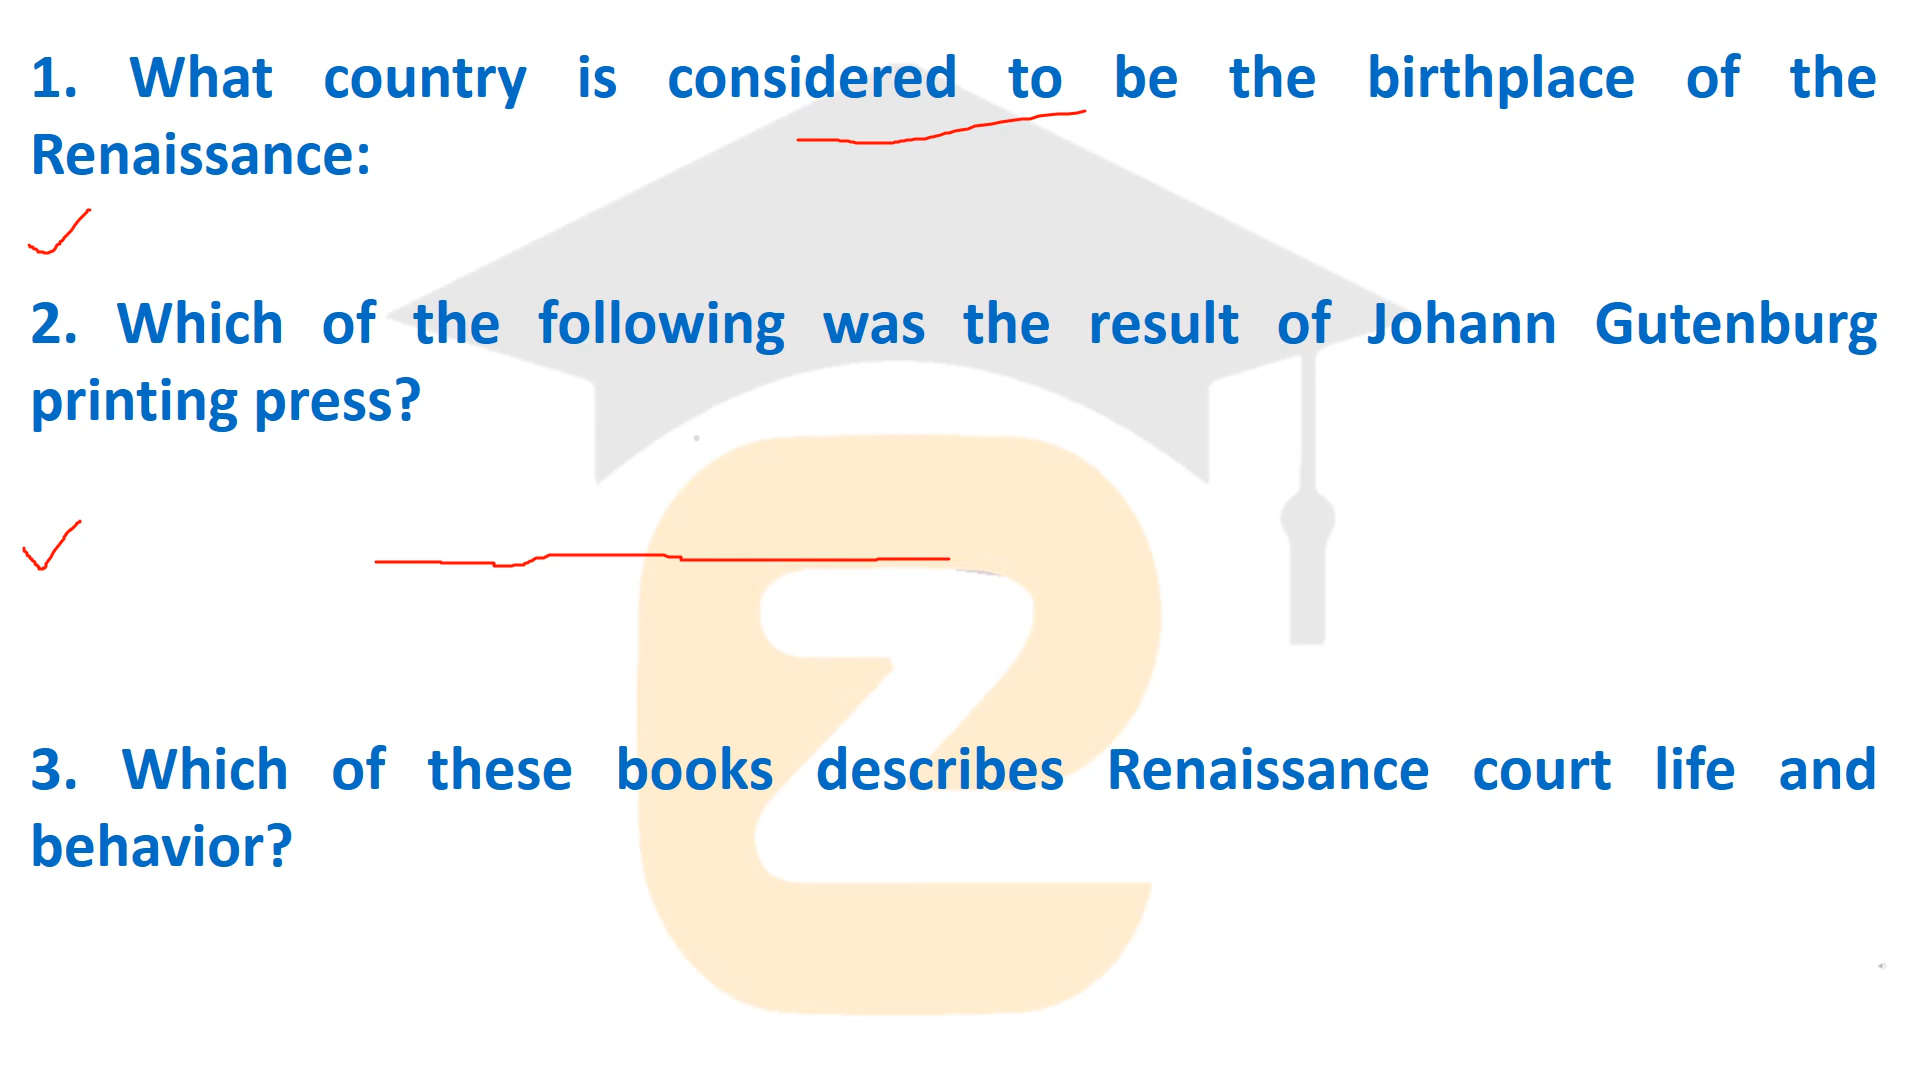 1. What country is considered to be the birthplace of the
Renaissance:
2. Which of the following was the result of Johann Gutenburg
printing press?
3. Which of these books describes Renaissance court life and
behavior?